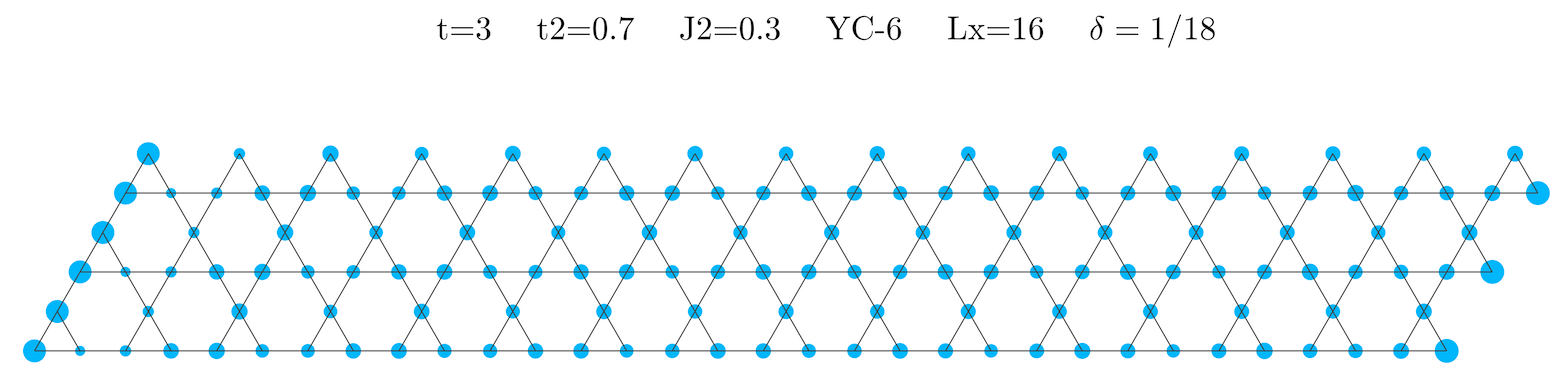 t=3 t2=0.7 J2=0.3 YC-6 Lx=16 δ = 1/18